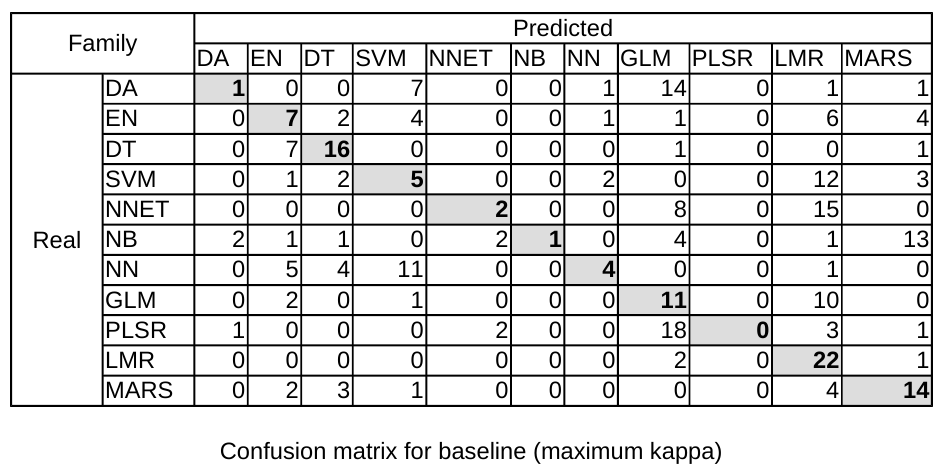 Family Predicted
DA EN DT SVM NNET NB NN GLM PLSR LMR MARS
DA 1 0 0 7 0 0 1 14 0 1 1
EN 0 7 2 4 0 0 1 1 0 6 4
DT 0 7 16 0 0 0 0 1 0 0 1
SVM 0 1 2 5 0 0 2 0 0 12 3
NNET 0 0 0 0 2 0 0 8 0 15 0
Real NB 2 1 1 0 2 1 0 4 0 1 13
NN 0 5 4 11 0 0 4 0 0 1 0
GLM 0 2 0 1 0 0 0 11 0 10 0
PLSR 1 0 0 0 2 0 0 18 0 3 1
LMR 0 0 0 0 0 0 0 2 0 22 1
MARS 0 2 3 1 0 0 0 0 0 4 14
Confusion matrix for baseline (maximum kappa)